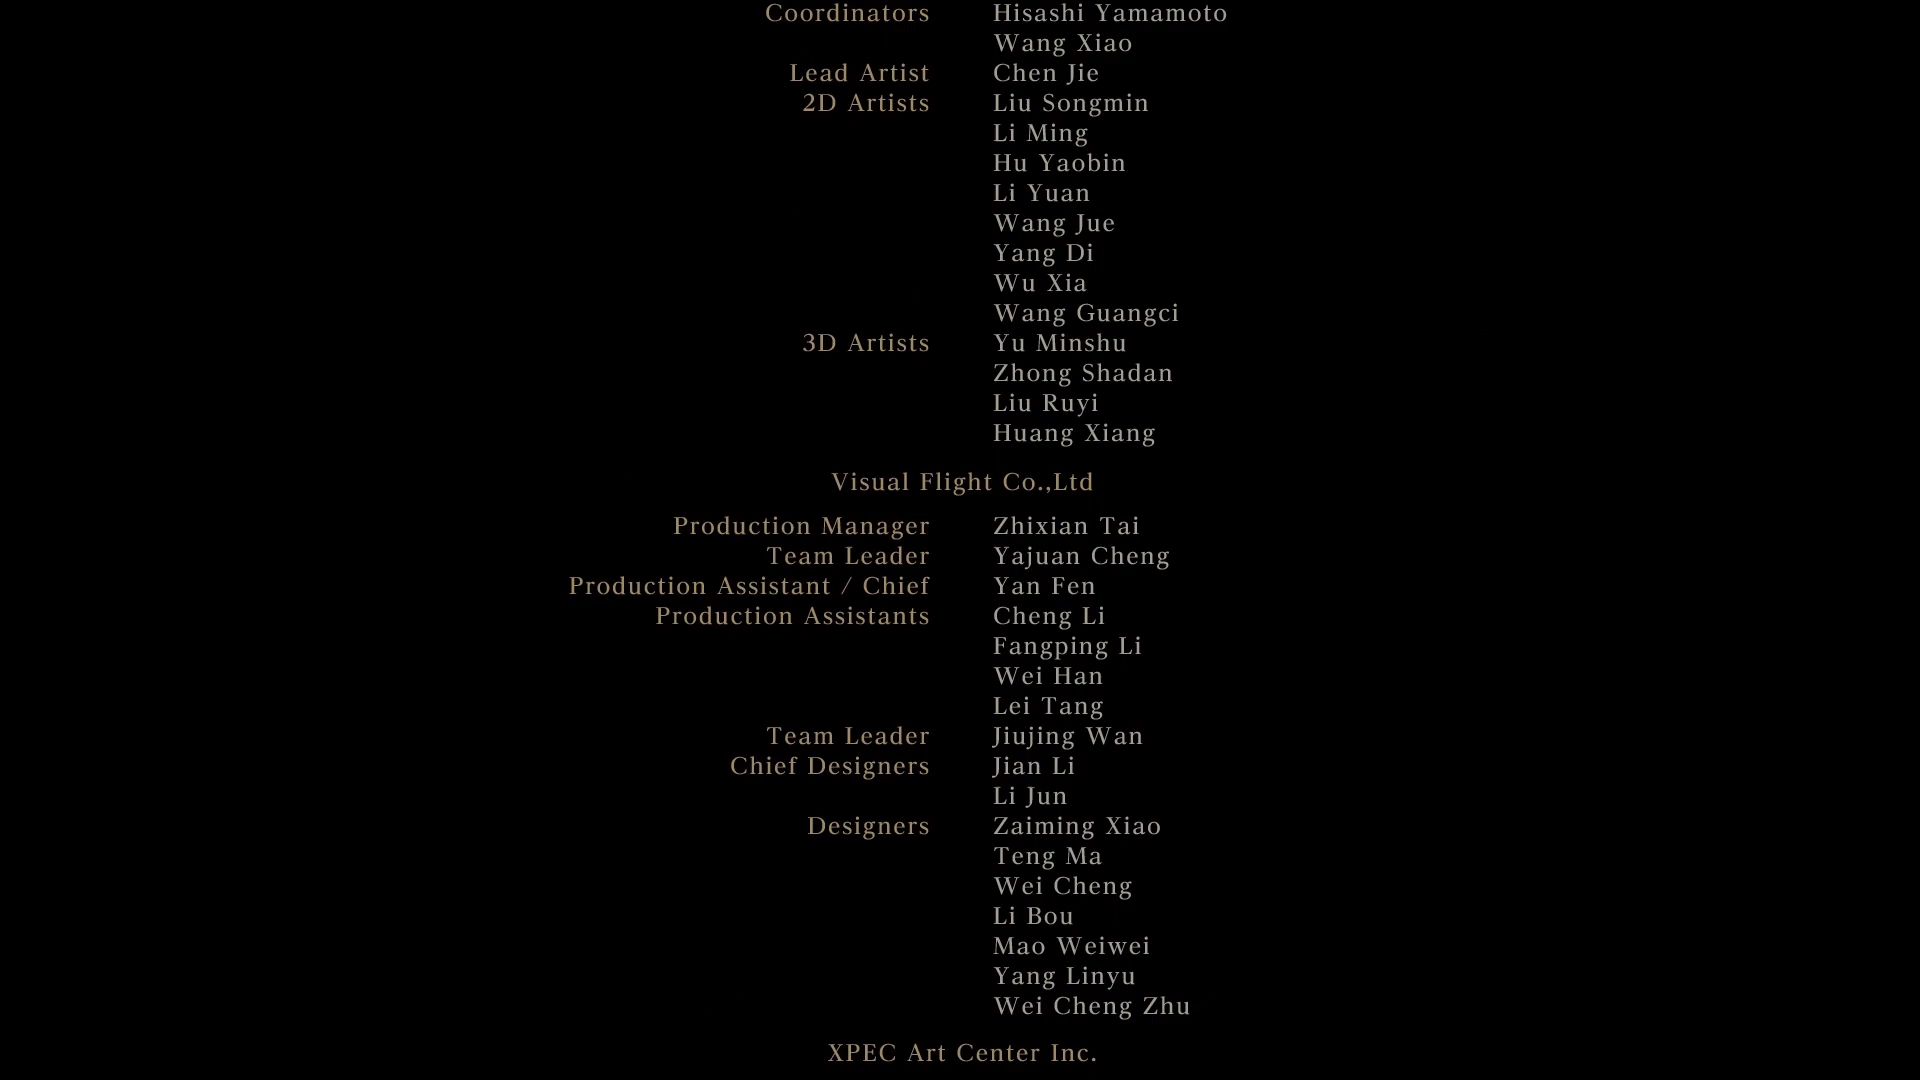 Coordinators Hisashi Yamamoto
Wang Xiao
Lead Artist Chen Jie
2D Artists Liu Songmin
Li Ming
Hu Yaobin
Li Yuan
Wang Jue
Yang Di
Wu Xia
Wang Guangci
3D Artists Yu Minshu
Zhong Shadan
Liu Ruyi
Huang Xiang
Visual Flight Co.,Ltd
Production Manager Zhixian Tai
Team Leader Yajuan Cheng
Production Assistant / Chief Yan Fen
Production Assistants Cheng Li
Fangping Li
Wei Han
Lei Tang
Team Leader Jiujing Wan
Chief Designers Jian Li
Li Jun
Designers Zaiming Xiao
Teng Ma
Wei Cheng
Li Bou
Mao Weiwei
Yang Linyu
Wei Cheng Zhu
XPEC Art Center Inc.